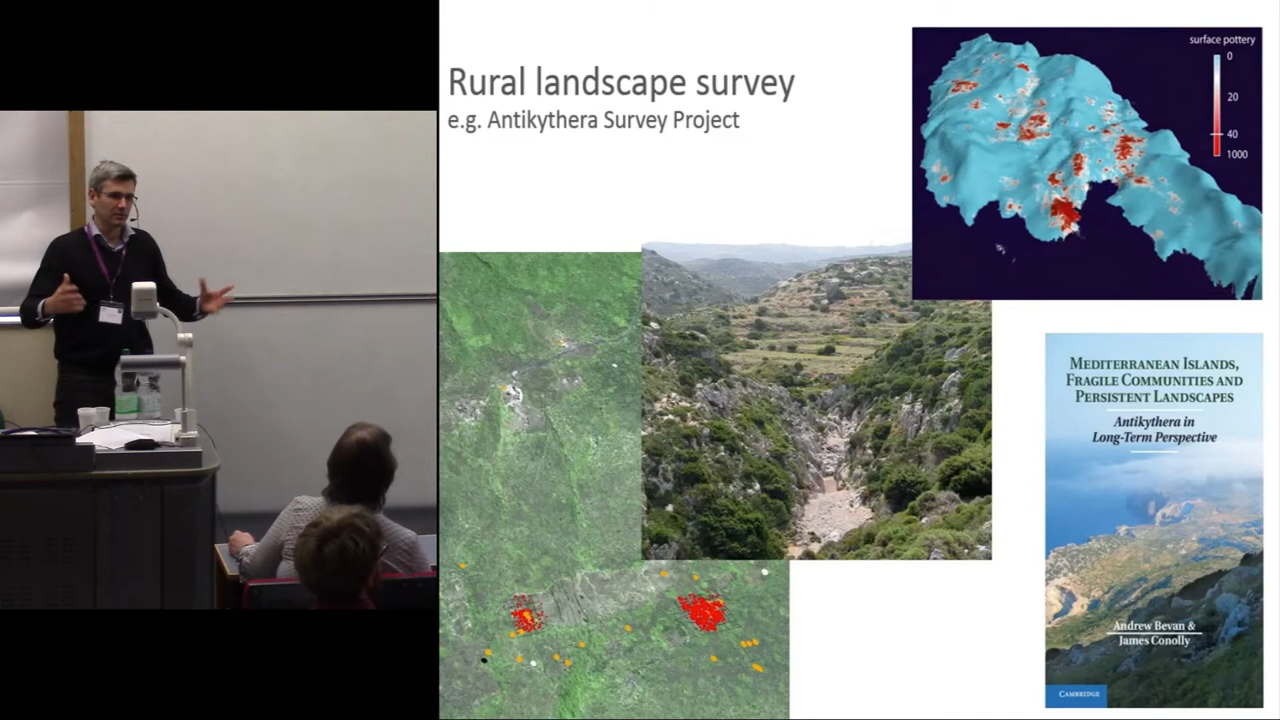 Rural landscape survey
e.g. Antikythera Survey Project
surface pottery
0
20
40
1000
MEDITERRANEAN ISLANDS,
FRAGILE COMMUNITIES AND
PERSISTENT LANDSCAPES
Antikythera in
Long-Term Perspective
Andrew Bevan &
James Conolly
CAMBRIDGE